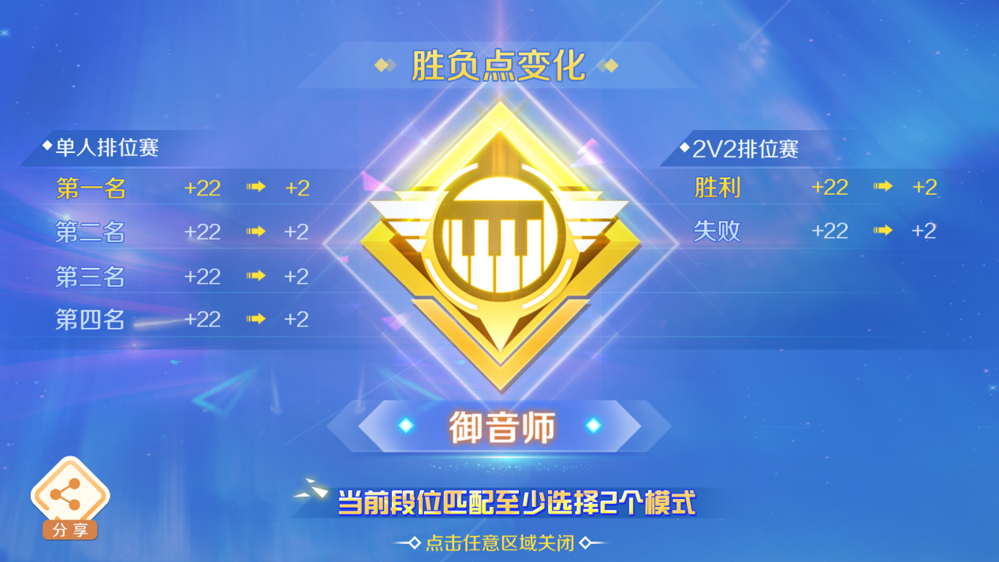 胜负点变化
单人排位赛
第一名 +22 +2
第二名 +22 +2
第三名 +22 +2
第四名 +22 +2
2V2排位赛
胜利 +22 +2
失败 +22 +2
御音师
当前段位匹配至少选择2个模式
点击任意区域关闭
分享